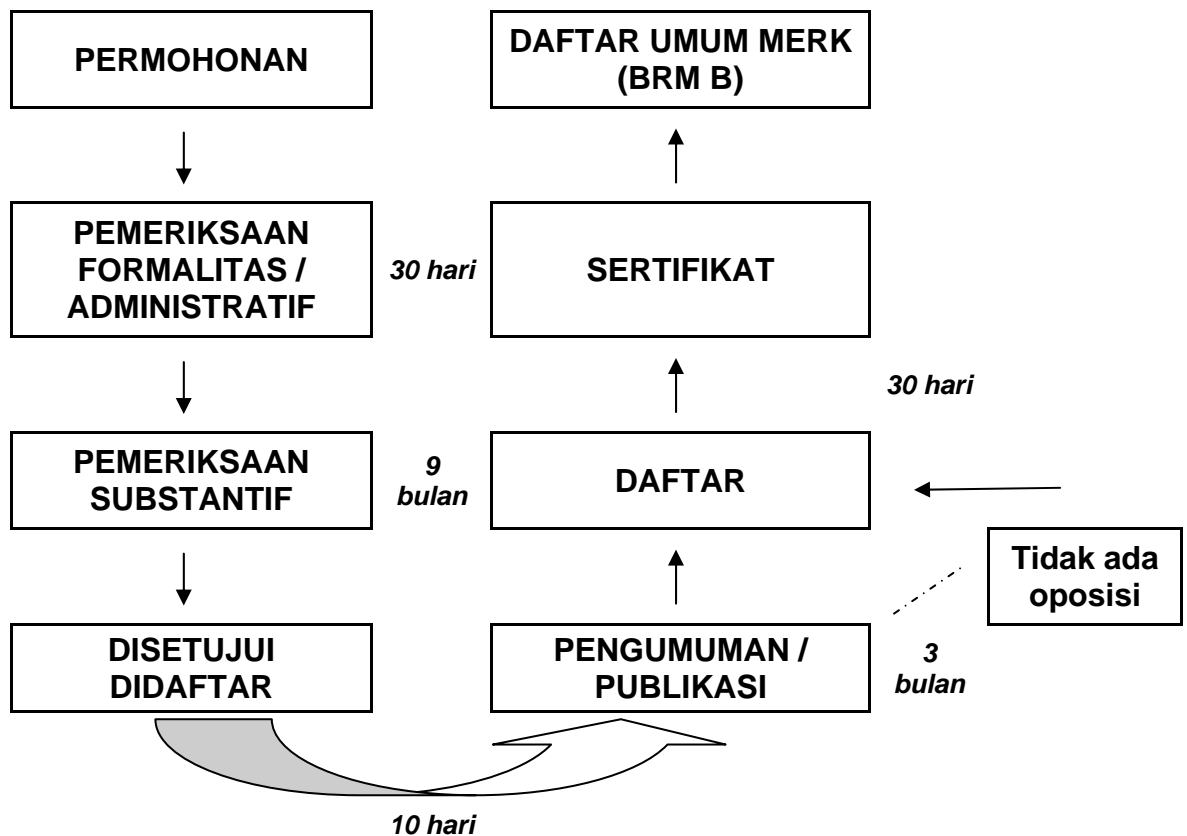 PERMOHONAN
PEMERIKSAAN
FORMALITAS /
ADMINISTRATIF
30 hari
PEMERIKSAAN
SUBSTANTIF
9
bulan
DISETUJUI
DIDAFTAR
10 hari
PENGUMUMAN /
PUBLIKASI
3
bulan
Tidak ada
oposisi
DAFTAR
30 hari
SERTIFIKAT
DAFTAR UMUM MERK
(BRM B)